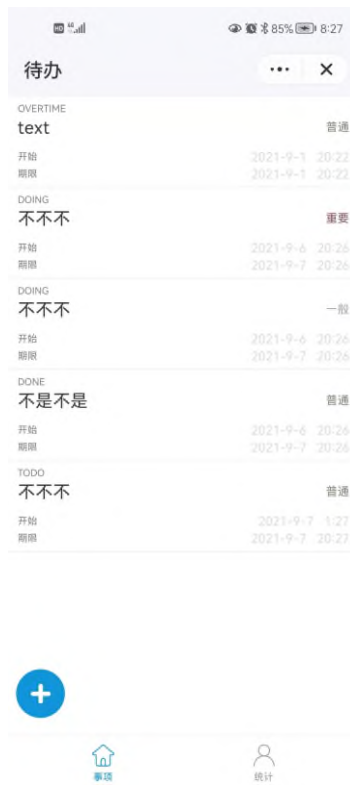 HD 4G 85% 8:27
待办
OVERTIME
text 普通
开始 2021-9-1 20:22
期限 2021-9-1 20:22
DOING
不不不 重要
开始 2021-9-6 20:26
期限 2021-9-7 20:26
DOING
不不不 一般
开始 2021-9-6 20:26
期限 2021-9-7 20:26
DONE
不是不是 普通
开始 2021-9-6 20:26
期限 2021-9-7 20:26
TODO
不不不 普通
开始 2021-9-7 1:27
期限 2021-9-7 20:27
事项 统计